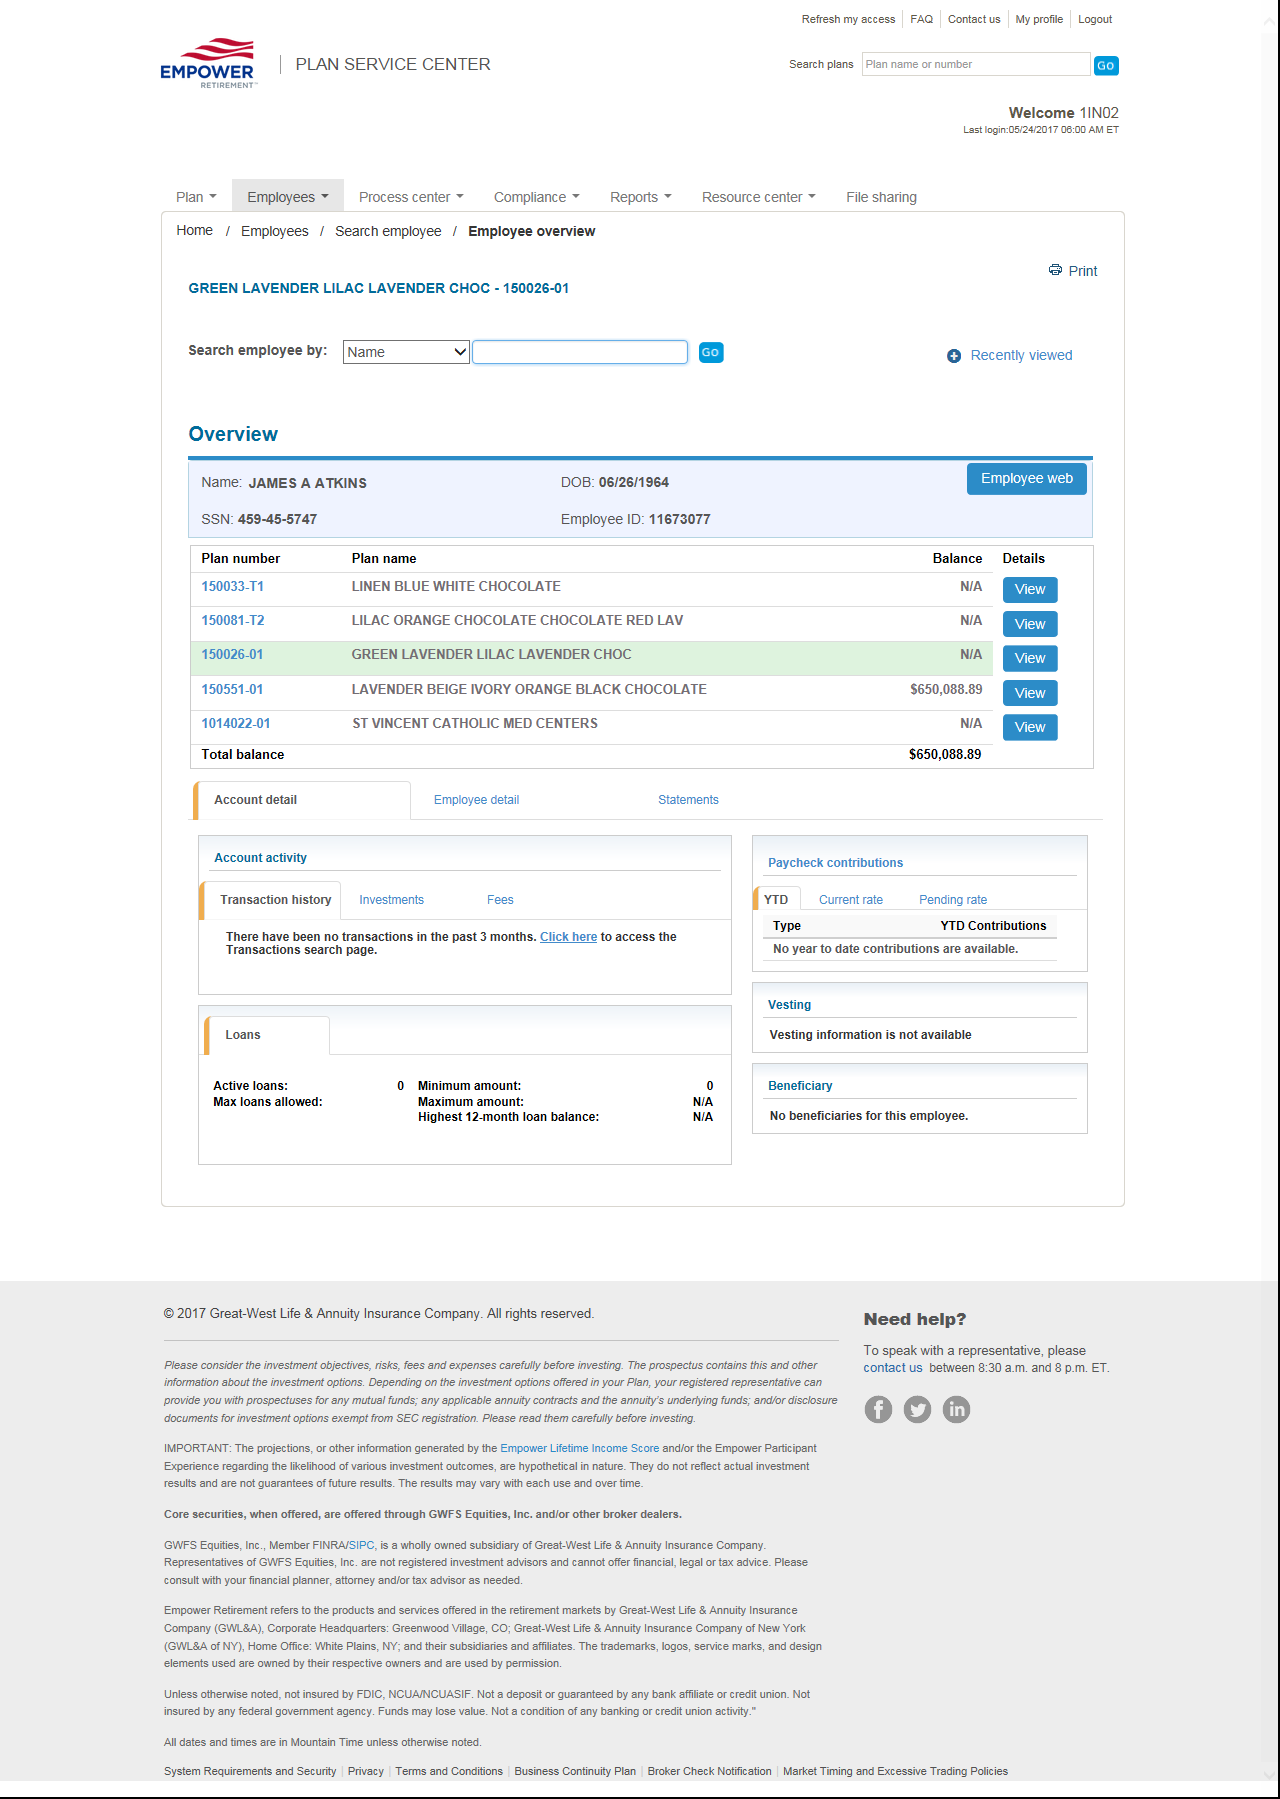 Refresh my access FAQ Contact us My profile Logout
EMPOWER
RETIREMENT
PLAN SERVICE CENTER
Search plans Plan name or number GO
Welcome 1IN02
Last login:05/24/2017 06:00 AM ET
Plan Employees Process center Compliance Reports Resource center File sharing
Home / Employees / Search employee / Employee overview
Print
GREEN LAVENDER LILAC LAVENDER CHOC - 150026-01
Search employee by: Name GO
Recently viewed
Overview
Name: JAMES A ATKINS DOB: 06/26/1964 Employee web
SSN: 459-45-5747 Employee ID: 11673077
Plan number Plan name Balance Details
150033-T1 LINEN BLUE WHITE CHOCOLATE N/A View
150081-T2 LILAC ORANGE CHOCOLATE CHOCOLATE RED LAV N/A View
150026-01 GREEN LAVENDER LILAC LAVENDER CHOC N/A View
150551-01 LAVENDER BEIGE IVORY ORANGE BLACK CHOCOLATE $650,088.89 View
1014022-01 ST VINCENT CATHOLIC MED CENTERS N/A View
Total balance $650,088.89
Account detail Employee detail Statements
Account activity
Transaction history Investments Fees
There have been no transactions in the past 3 months. Click here to access the
Transactions search page.
Loans
Active loans: 0 Minimum amount: 0
Max loans allowed: Maximum amount: N/A
Highest 12-month loan balance: N/A
Paycheck contributions
YTD Current rate Pending rate
Type YTD Contributions
No year to date contributions are available.
Vesting
Vesting information is not available
Beneficiary
No beneficiaries for this employee.
© 2017 Great-West Life & Annuity Insurance Company. All rights reserved.
Please consider the investment objectives, risks, fees and expenses carefully before investing. The prospectus contains this and other
information about the investment options. Depending on the investment options offered in your Plan, your registered representative can
provide you with prospectuses for any mutual funds; any applicable annuity contracts and the annuity's underlying funds; and/or disclosure
documents for investment options exempt from SEC registration. Please read them carefully before investing.
IMPORTANT: The projections, or other information generated by the Empower Lifetime Income Score and/or the Empower Participant
Experience regarding the likelihood of various investment outcomes, are hypothetical in nature. They do not reflect actual investment
results and are not guarantees of future results. The results may vary with each use and over time.
Core securities, when offered, are offered through GWFS Equities, Inc. and/or other broker dealers.
GWFS Equities, Inc., Member FINRA/SIPC, is a wholly owned subsidiary of Great-West Life & Annuity Insurance Company.
Representatives of GWFS Equities, Inc. are not registered investment advisors and cannot offer financial, legal or tax advice. Please
consult with your financial planner, attorney and/or tax advisor as needed.
Empower Retirement refers to the products and services offered in the retirement markets by Great-West Life & Annuity Insurance
Company (GWL&A), Corporate Headquarters: Greenwood Village, CO; Great-West Life & Annuity Insurance Company of New York
(GWL&A of NY), Home Office: White Plains, NY; and their subsidiaries and affiliates. The trademarks, logos, service marks, and design
elements used are owned by their respective owners and are used by permission.
Unless otherwise noted, not insured by FDIC, NCUA/NCUASIF. Not a deposit or guaranteed by any bank affiliate or credit union. Not
insured by any federal government agency. Funds may lose value. Not a condition of any banking or credit union activity."
All dates and times are in Mountain Time unless otherwise noted.
System Requirements and Security Privacy Terms and Conditions Business Continuity Plan Broker Check Notification Market Timing and Excessive Trading Policies
Need help?
To speak with a representative, please
contact us between 8:30 a.m. and 8 p.m. ET.